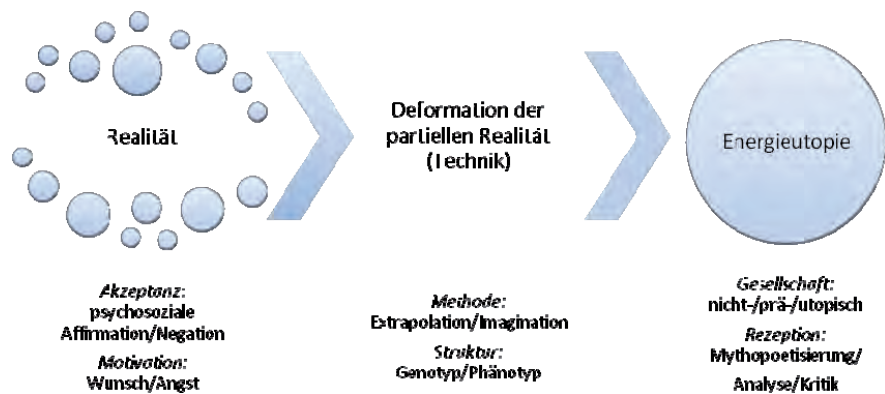 Realität
Deformation der
partiellen Realität
(Technik)
Energieutopie
Akzeptanz:
psychosoziale
Affirmation/Negation
Motivation:
Wunsch/Angst
Methode:
Extrapolation/Imagination
Struktur:
Genotyp/Phänotyp
Gesellschaft:
nicht-/prä-/utopisch
Rezeption:
Mythopoetisierung/
Analyse/Kritik